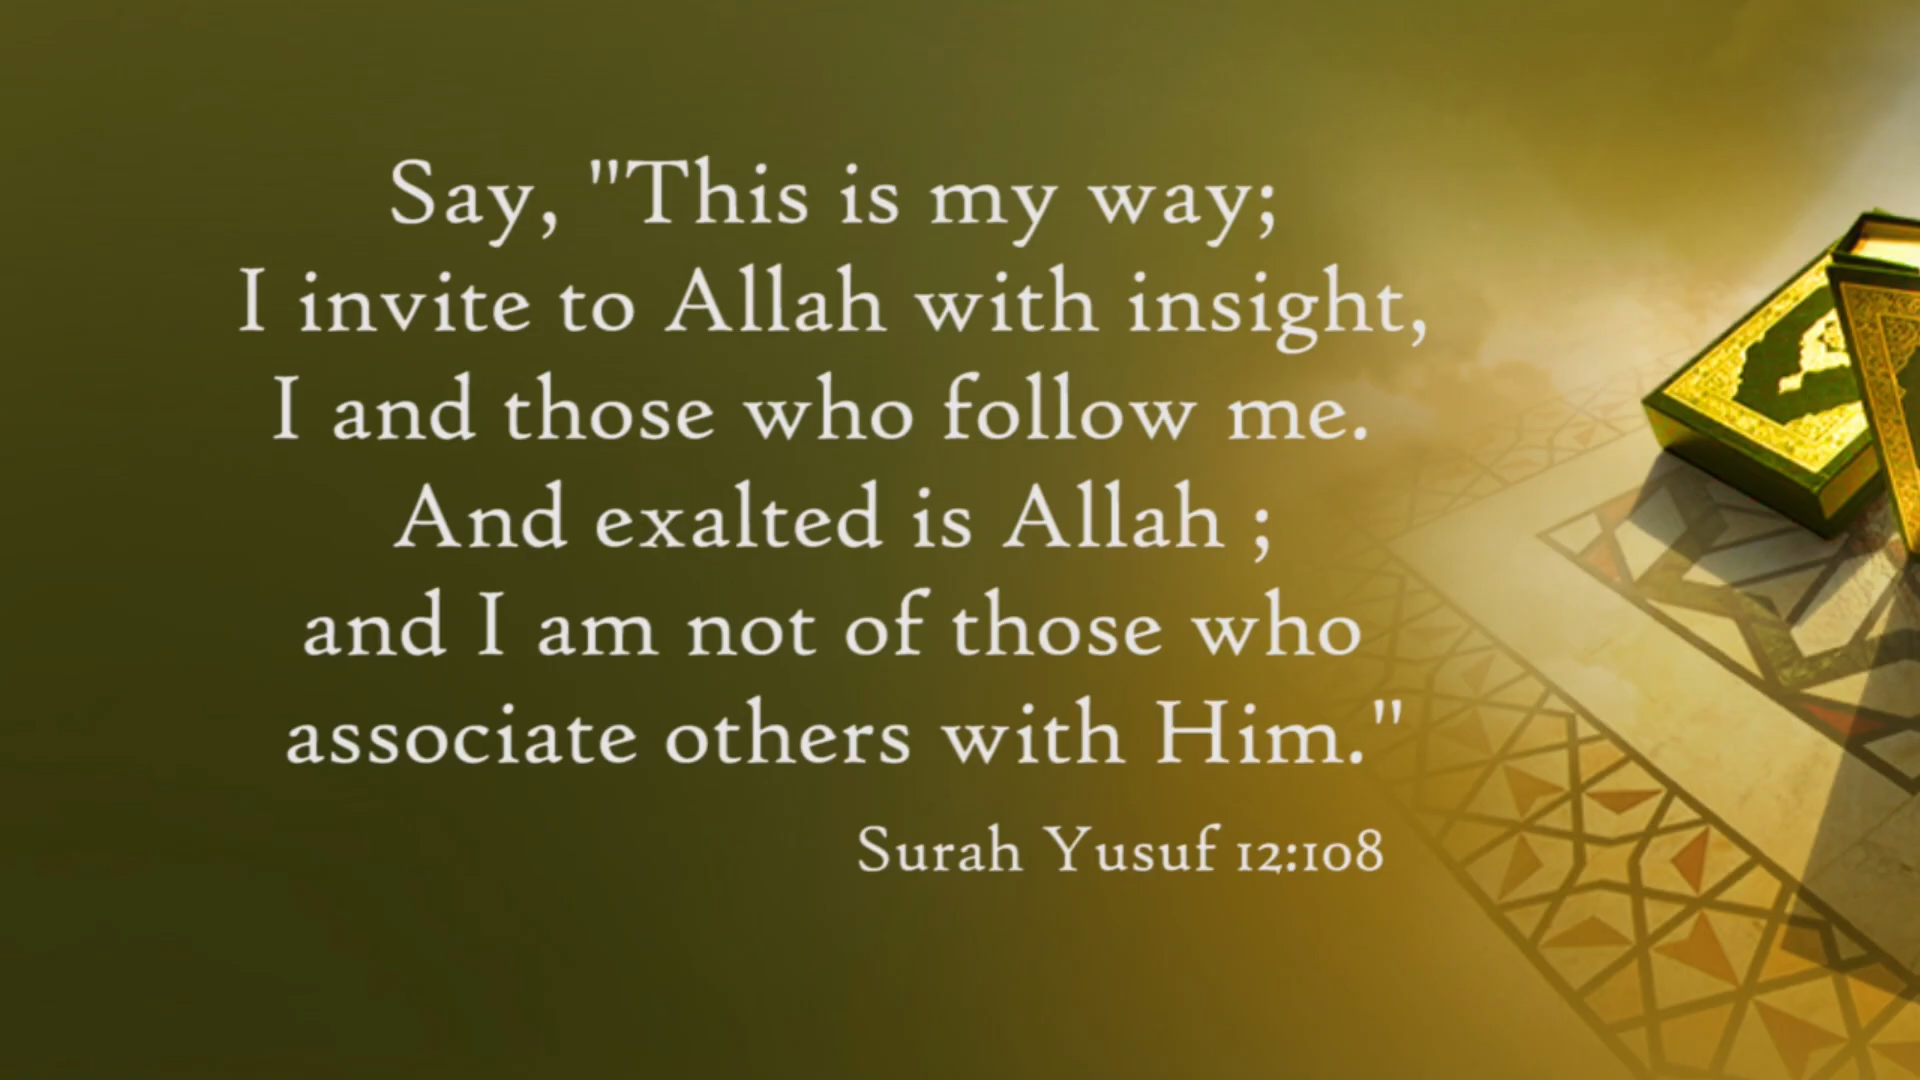 Say, "This is my way;
I invite to Allah with insight,
I and those who follow me.
And exalted is Allah ;
and I am not of those who
associate others with Him."
Surah Yusuf 12:108